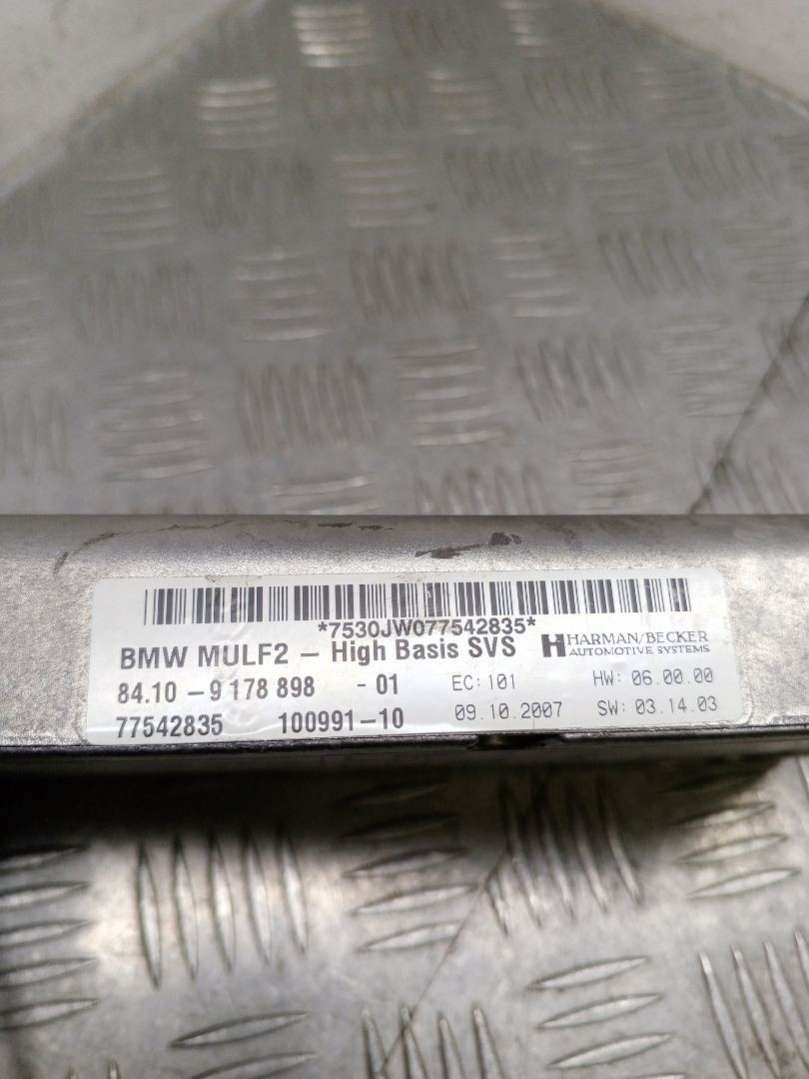 *7530JW077542835*
BMW MULF2 – High Basis SVS
HARMAN/BECKER
AUTOMOTIVE SYSTEMS
84.10 – 9 178 898 - 01 EC: 101 HW: 06.00.00
77542835 100991–10 09.10.2007 SW: 03.14.03